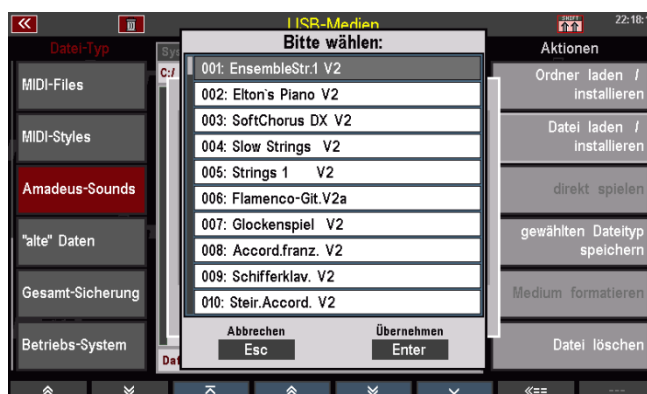 USB-Medien
22:18:
SHIFT
Datei-Typ
Sys
Bitte wählen:
Aktionen
C:/
MIDI-Files
MIDI-Styles
Amadeus-Sounds
"alte" Daten
Gesamt-Sicherung
Betriebs-System
001: EnsembleStr.1 V2
002: Elton's Piano V2
003: SoftChorus DX V2
004: Slow Strings V2
005: Strings 1 V2
006: Flamenco-Git.V2a
007: Glockenspiel V2
008: Accord.franz. V2
009: Schifferklav. V2
010: Steir.Accord. V2
Abbrechen
Esc
Übernehmen
Enter
Dat
Ordner laden /
installieren
Datei laden /
installieren
direkt spielen
gewählten Dateityp
speichern
Medium formatieren
Datei löschen
«==
---